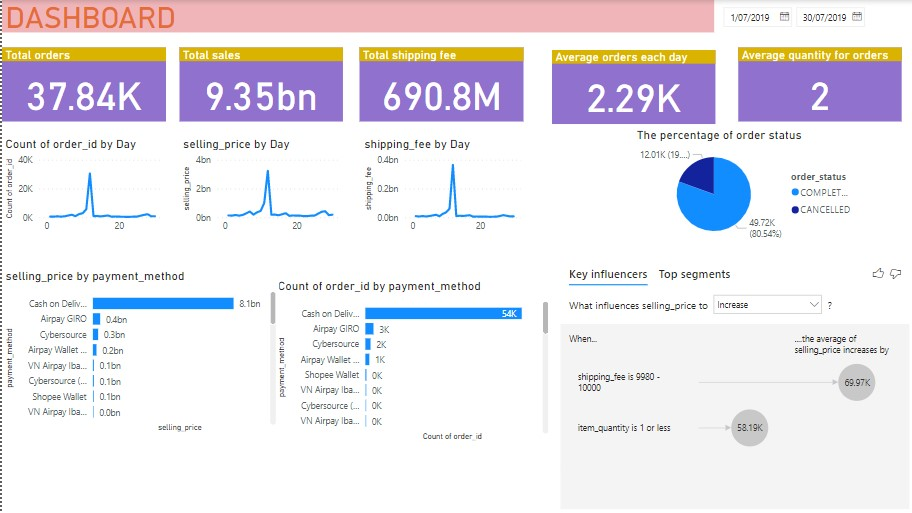 DASHBOARD
1/07/2019
30/07/2019
Total orders
37.84K
Total sales
9.35bn
Total shipping fee
690.8M
Average orders each day
2.29K
Average quantity for orders
2
Count of order_id by Day
Count of order_id
40K
20K
0K
0
20
selling_price by Day
selling_price
4bn
2bn
0bn
0
20
shipping_fee by Day
shipping_fee
0.4bn
0.2bn
0.0bn
0
20
The percentage of order status
12.01K (19....)
49.72K
(80.54%)
order_status
COMPLET...
CANCELLED
selling_price by payment_method
payment_method
Cash on Deliv... 8.1bn
Airpay GIRO 0.4bn
Cybersource 0.3bn
Airpay Wallet ... 0.2bn
VN Airpay Iba... 0.1bn
Cybersource (... 0.1bn
Shopee Wallet 0.1bn
VN Airpay Iba... 0.0bn
selling_price
Count of order_id by payment_method
payment_method
Cash on Deliv... 54K
Airpay GIRO 3K
Cybersource 2K
Airpay Wallet ... 1K
Shopee Wallet 0K
VN Airpay Iba... 0K
Cybersource (... 0K
VN Airpay Iba... 0K
Count of order_id
Key influencers Top segments
What influences selling_price to Increase ?
When...
....the average of
selling_price increases by
shipping_fee is 9980 -
10000
69.97K
item_quantity is 1 or less
58.19K